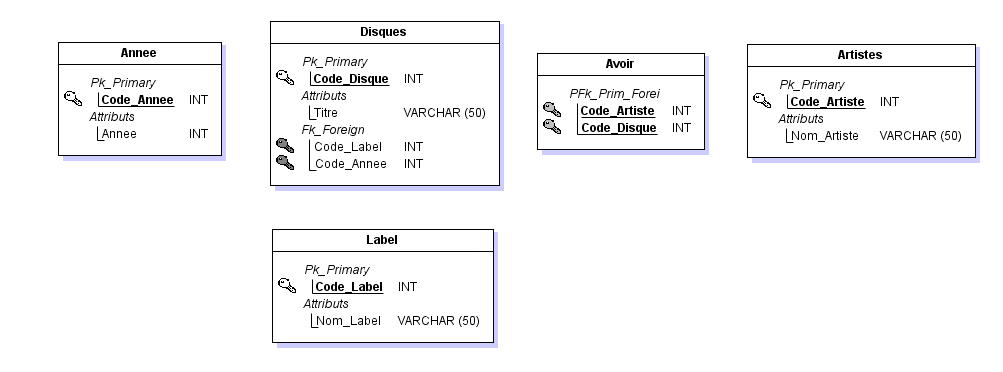 Annee
Pk_Primary
Code_Annee INT
Attributs
Annee INT
Disques
Pk_Primary
Code_Disque INT
Attributs
Titre VARCHAR (50)
Fk_Foreign
Code_Label INT
Code_Annee INT
Avoir
PFk_Prim_Forei
Code_Artiste INT
Code_Disque INT
Artistes
Pk_Primary
Code_Artiste INT
Attributs
Nom_Artiste VARCHAR (50)
Label
Pk_Primary
Code_Label INT
Attributs
Nom_Label VARCHAR (50)